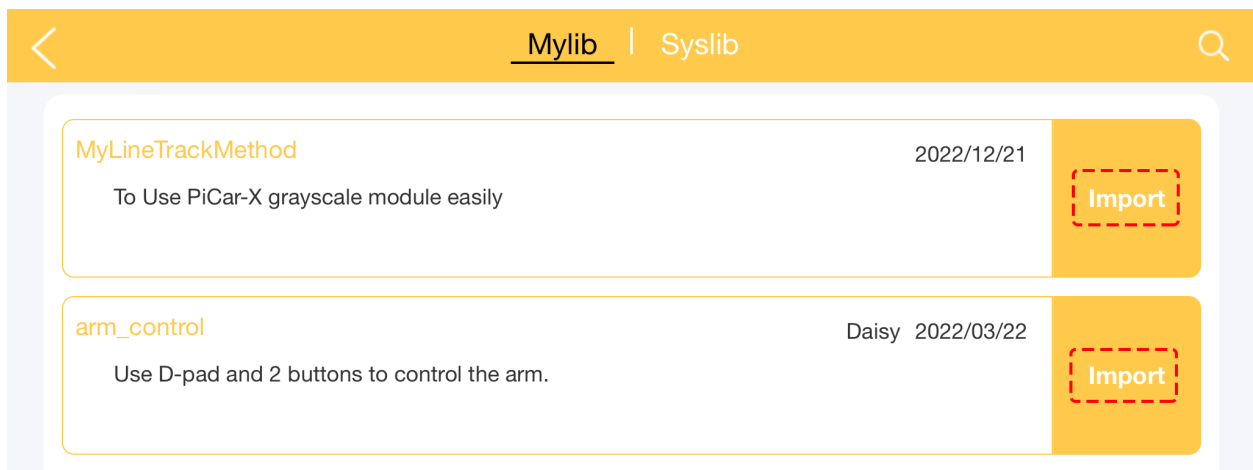 Mylib | Syslib
MyLineTrackMethod 2022/12/21
To Use PiCar-X grayscale module easily
Import
arm_control Daisy 2022/03/22
Use D-pad and 2 buttons to control the arm.
Import